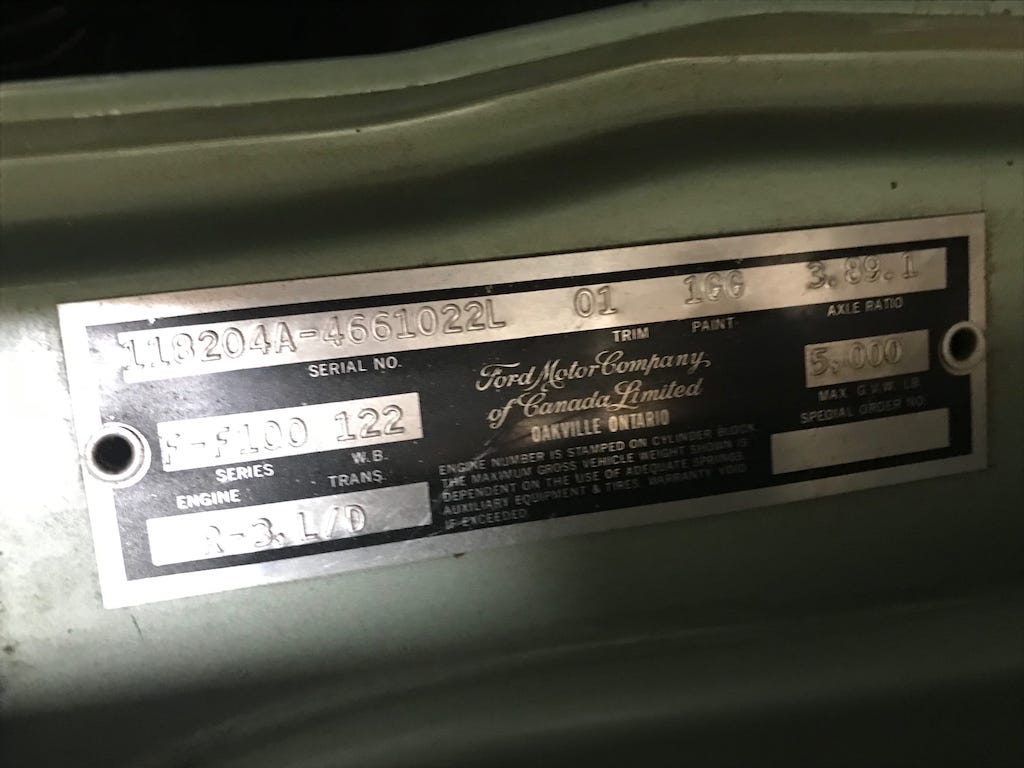 118204A-4661022L 01 1GG 3.89.1
SERIAL NO. TRIM PAINT AXLE RATIO
F-F100 122
SERIES W.B.
ENGINE TRANS.
R-3.L/D
Ford Motor Company
of Canada Limited
OAKVILLE ONTARIO
ENGINE NUMBER IS STAMPED ON CYLINDER BLOCK
THE MAXIMUM GROSS VEHICLE WEIGHT SHOWN IS
DEPENDENT ON THE USE OF ADEQUATE SPRINGS
AUXILIARY EQUIPMENT & TIRES. WARRANTY VOID
IF EXCEEDED
5,000
MAX. G.V.W. LB.
SPECIAL ORDER NO.